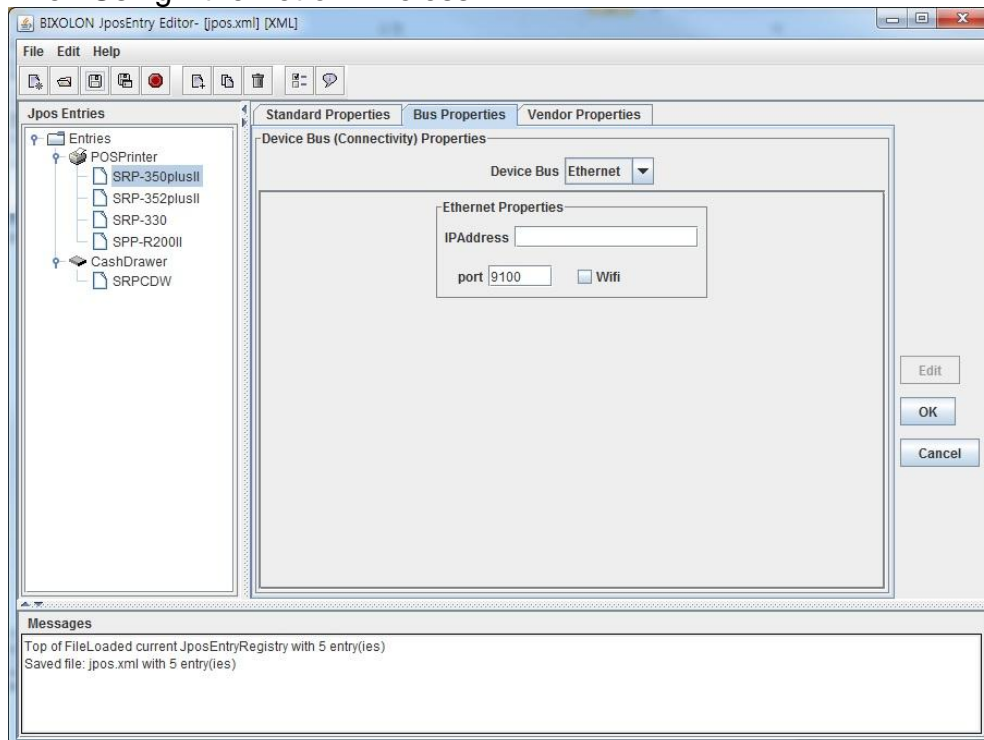 BIXOLON JposEntry Editor- [jpos.xml] [XML]
File Edit Help
Jpos Entries
Entries
POSPrinter
SRP-350plusII
SRP-352plusII
SRP-330
SPP-R200II
CashDrawer
SRPCDW
Standard Properties Bus Properties Vendor Properties
Device Bus (Connectivity) Properties
Device Bus Ethernet
Ethernet Properties
IPAddress
port 9100 Wifi
Edit
OK
Cancel
Messages
Top of FileLoaded current JposEntryRegistry with 5 entry(ies)
Saved file: jpos.xml with 5 entry(ies)